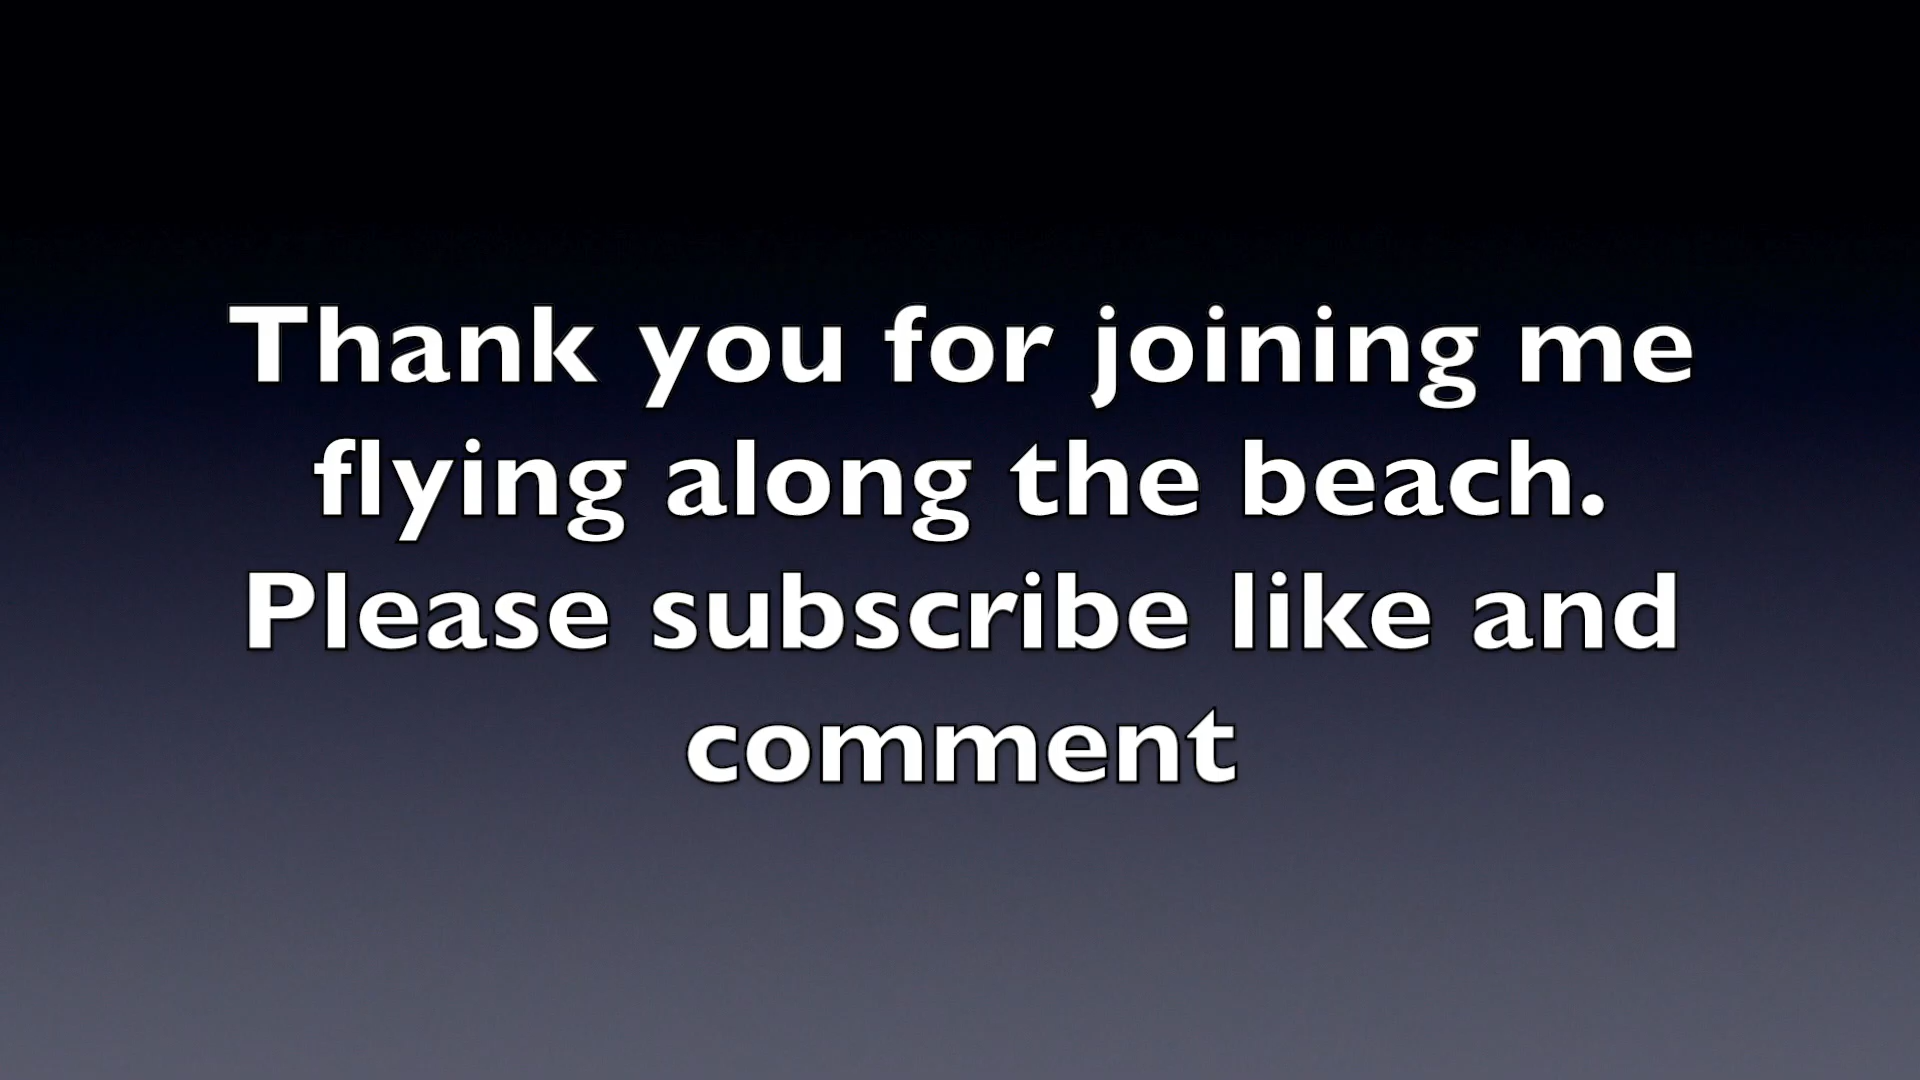 Thank you for joining me
flying along the beach.
Please subscribe like and
comment